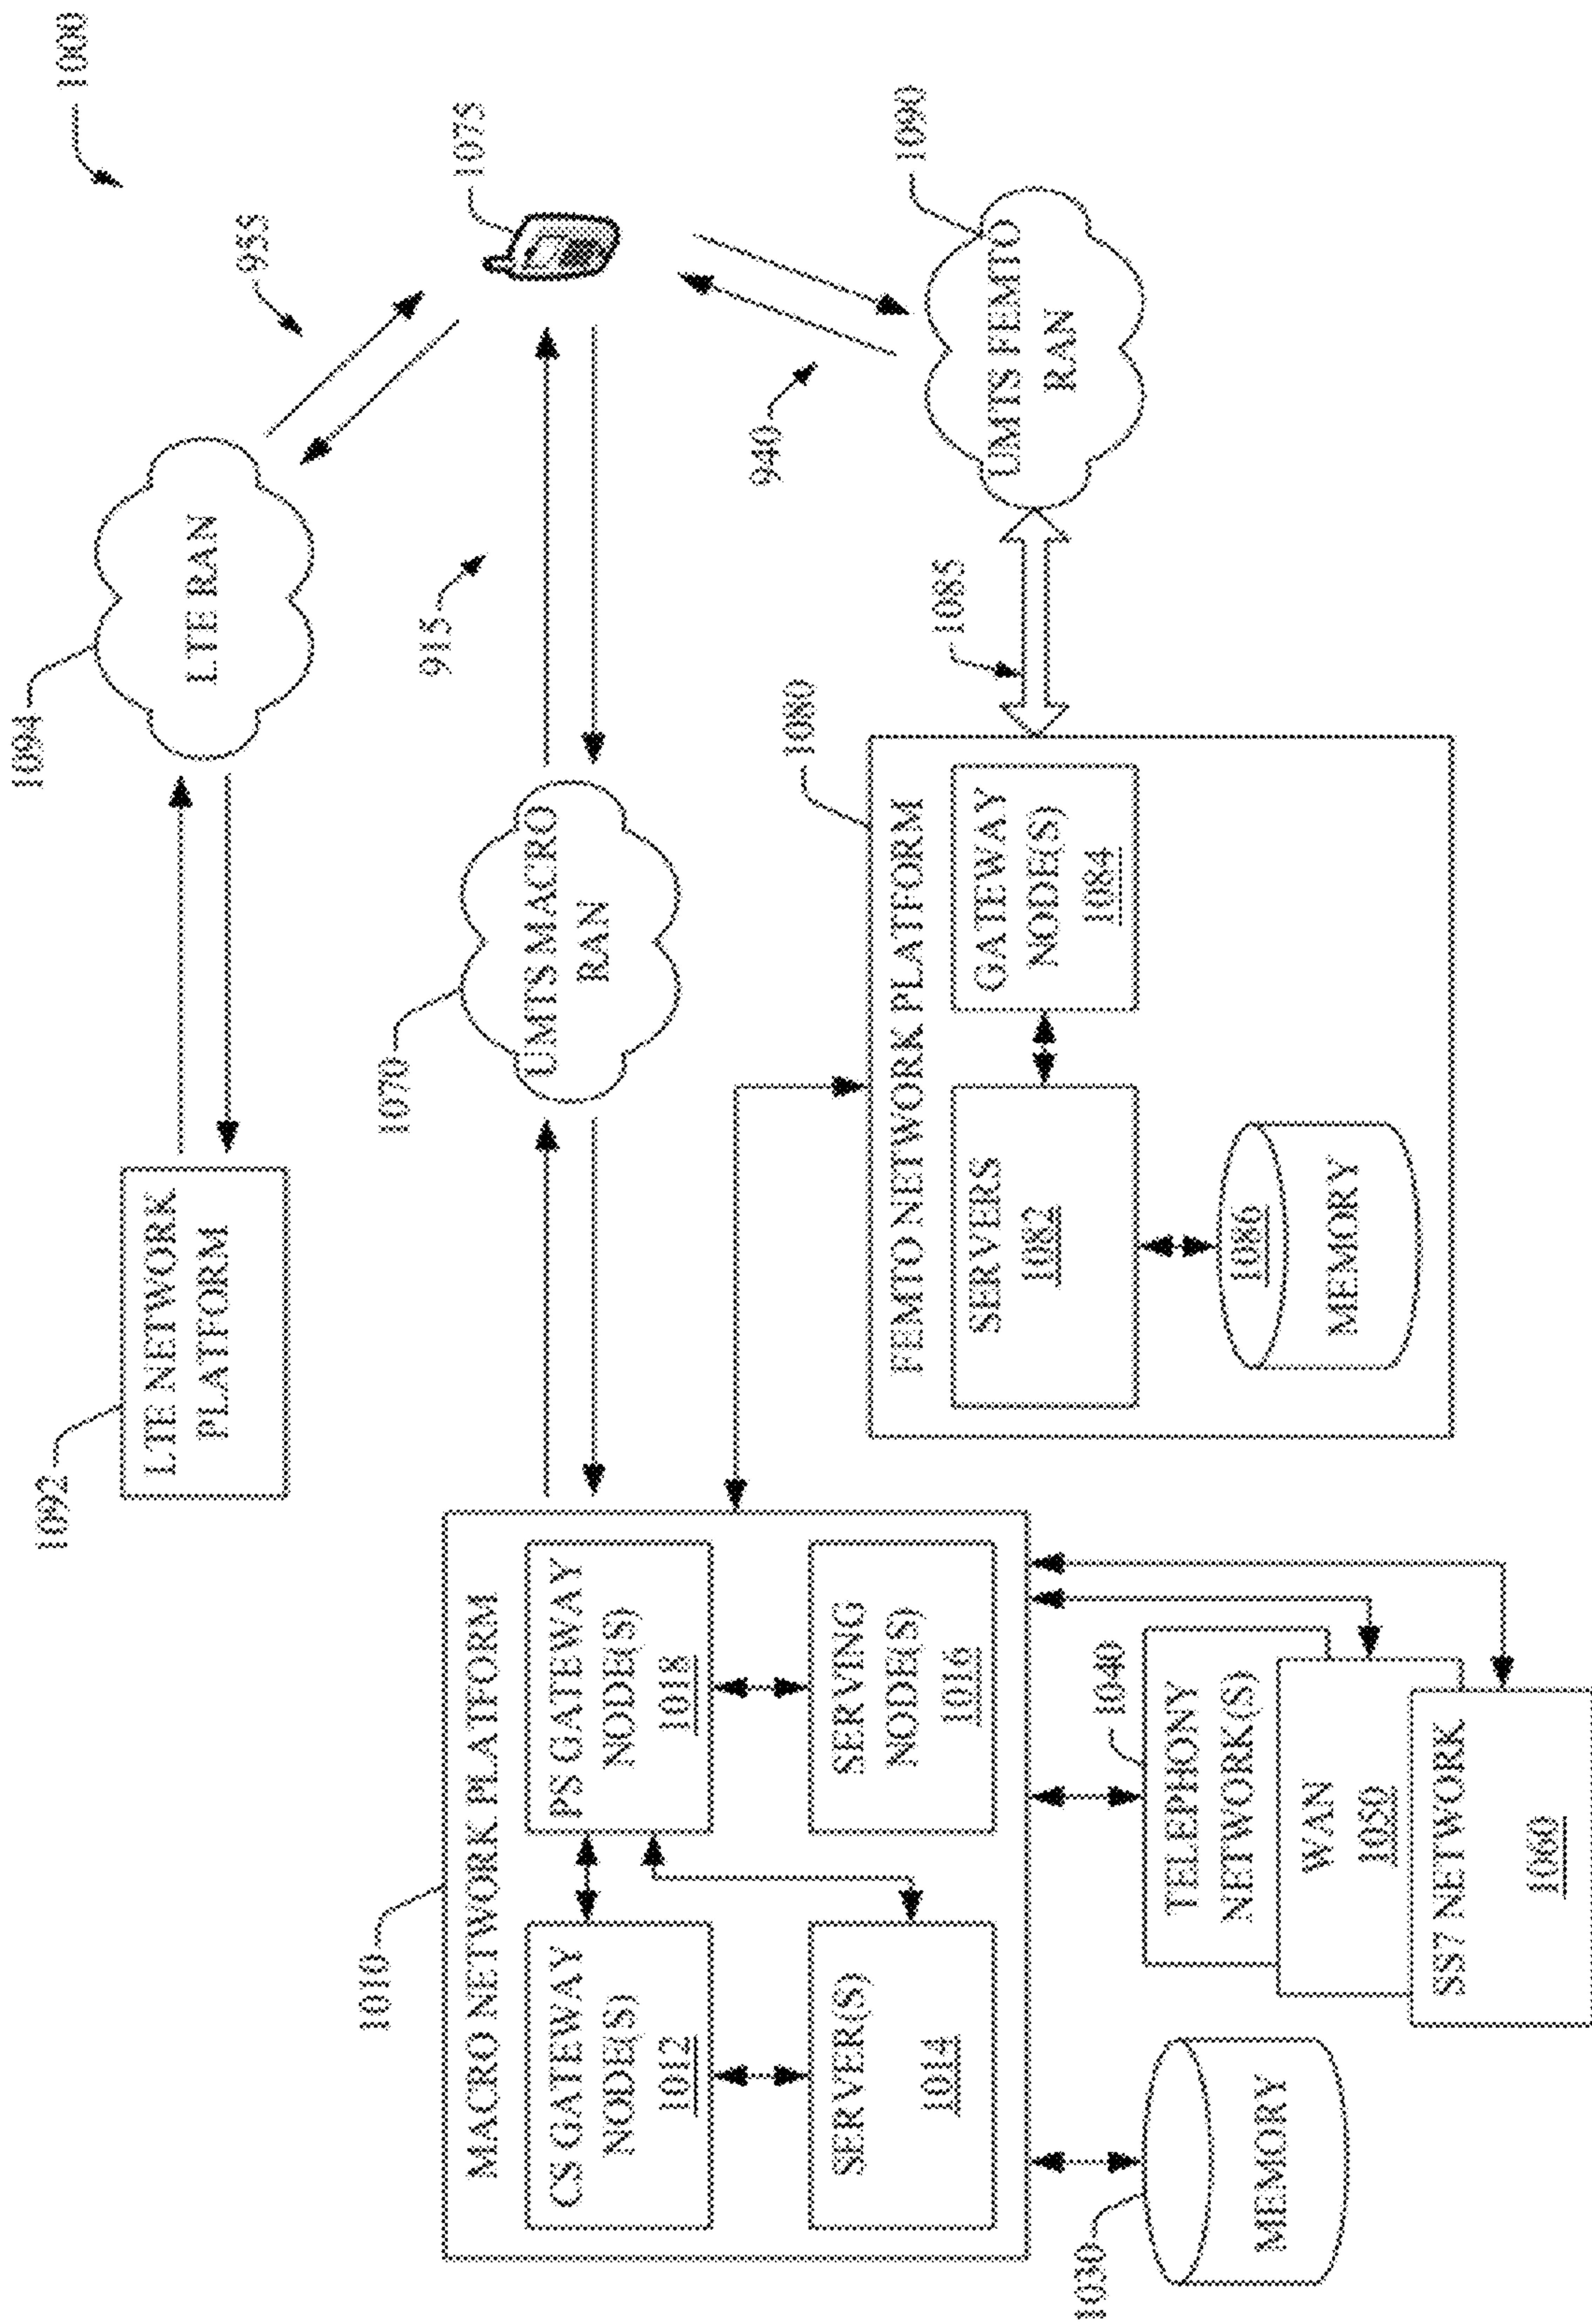 1000
1092
LTE NETWORK
PLATFORM
1094
LTE RAN
955
1075
1010
MACRO NETWORK PLATFORM
CS GATEWAY
NODE(S)
1012
PS GATEWAY
NODE(S)
1018
SERVER(S)
1014
SERVING
NODE(S)
1016
1070
UMTS MACRO
RAN
915
940
1030
MEMORY
1040
TELEPHONY
NETWORK(S)
WAN
1050
SS7 NETWORK
1060
1080
FEMTO NETWORK PLATFORM
SERVERS
1082
GATEWAY
NODE(S)
1084
1086
MEMORY
1085
1090
UMTS FEMTO
RAN